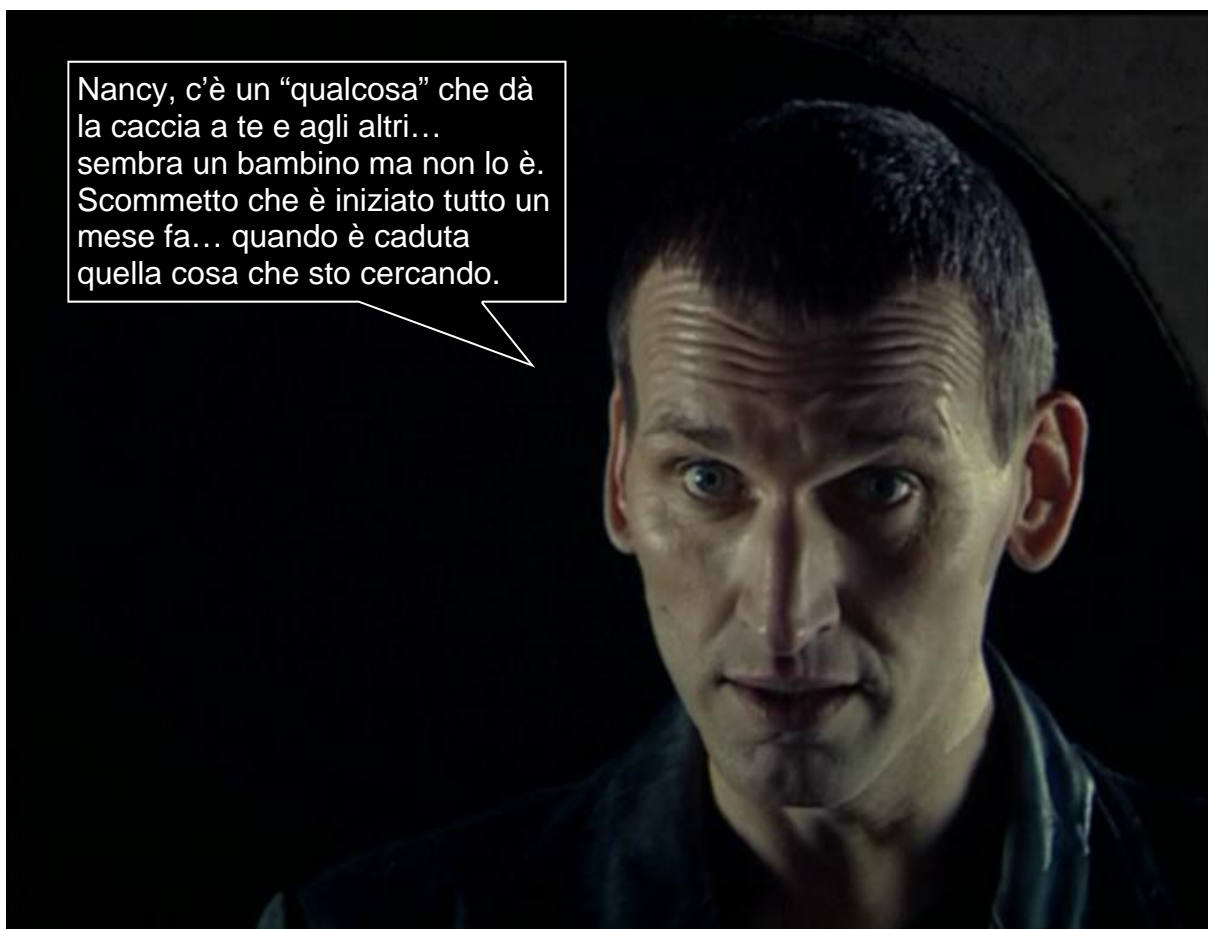 Nancy, c'è un “qualcosa” che dà
la caccia a te e agli altri…
sembra un bambino ma non lo è.
Scommetto che è iniziato tutto un
mese fa… quando è caduta
quella cosa che sto cercando.